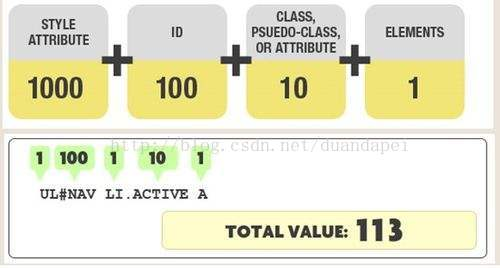 STYLE
ATTRIBUTE
ID
CLASS,
PSUEDO-CLASS,
OR ATTRIBUTE
ELEMENTS
1000 + 100 + 10 + 1
http://blog.csdn.net/duandapei
1 100 1 10 1
UL#NAV LI.ACTIVE A
TOTAL VALUE: 113